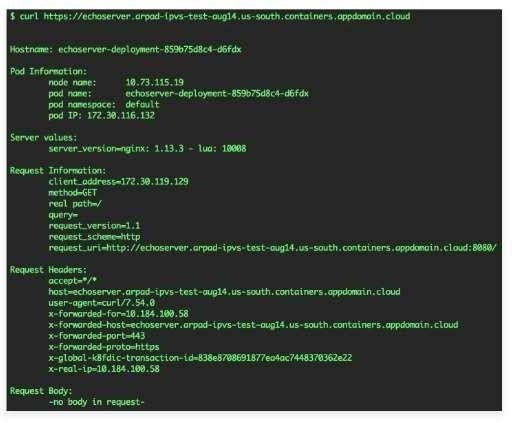 $ curl https://echoserver.arpad-ipvs-test-aug14.us-south.containers.appdomain.cloud
Hostname: echoserver-deployment-859b75d8c4-d6fdx
Pod Information:
node name: 10.73.115.19
pod name: echoserver-deployment-859b75d8c4-d6fdx
pod namespace: default
pod IP: 172.30.116.132
Server values:
server_version=nginx: 1.13.3 - lua: 10008
Request Information:
client_address=172.30.119.129
method=GET
real path=/
query=
request_version=1.1
request_scheme=http
request_uri=http://echoserver.arpad-ipvs-test-aug14.us-south.containers.appdomain.cloud:8080/
Request Headers:
accept=*/*
host=echoserver.arpad-ipvs-test-aug14.us-south.containers.appdomain.cloud
user-agent=curl/7.54.0
x-forwarded-for=10.184.100.58
x-forwarded-host=echoserver.arpad-ipvs-test-aug14.us-south.containers.appdomain.cloud
x-forwarded-port=443
x-forwarded-proto=https
x-global-k8fdic-transaction-id=838e8708691877ea4ac7448370362e22
x-real-ip=10.184.100.58
Request Body:
-no body in request-